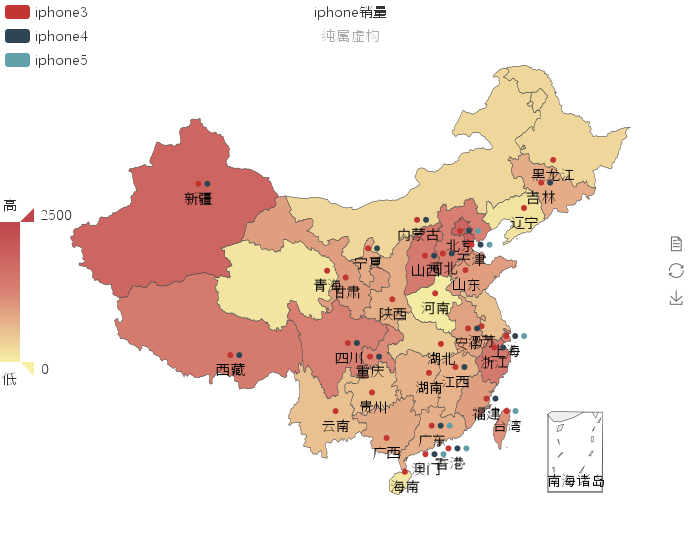 iphone3
iphone4
iphone5
iphone销量
纯属虚构
高
2500
0
低
黑龙江
吉林
新疆
辽宁
内蒙古
北京
天津
宁夏
山西
河北
青海
甘肃
山东
陕西
河南
安徽
上海
四川
湖北
浙江
重庆
西藏
湖南
江西
贵州
福建
云南
台湾
广东
广西
香港
澳门
海南
南海诸岛